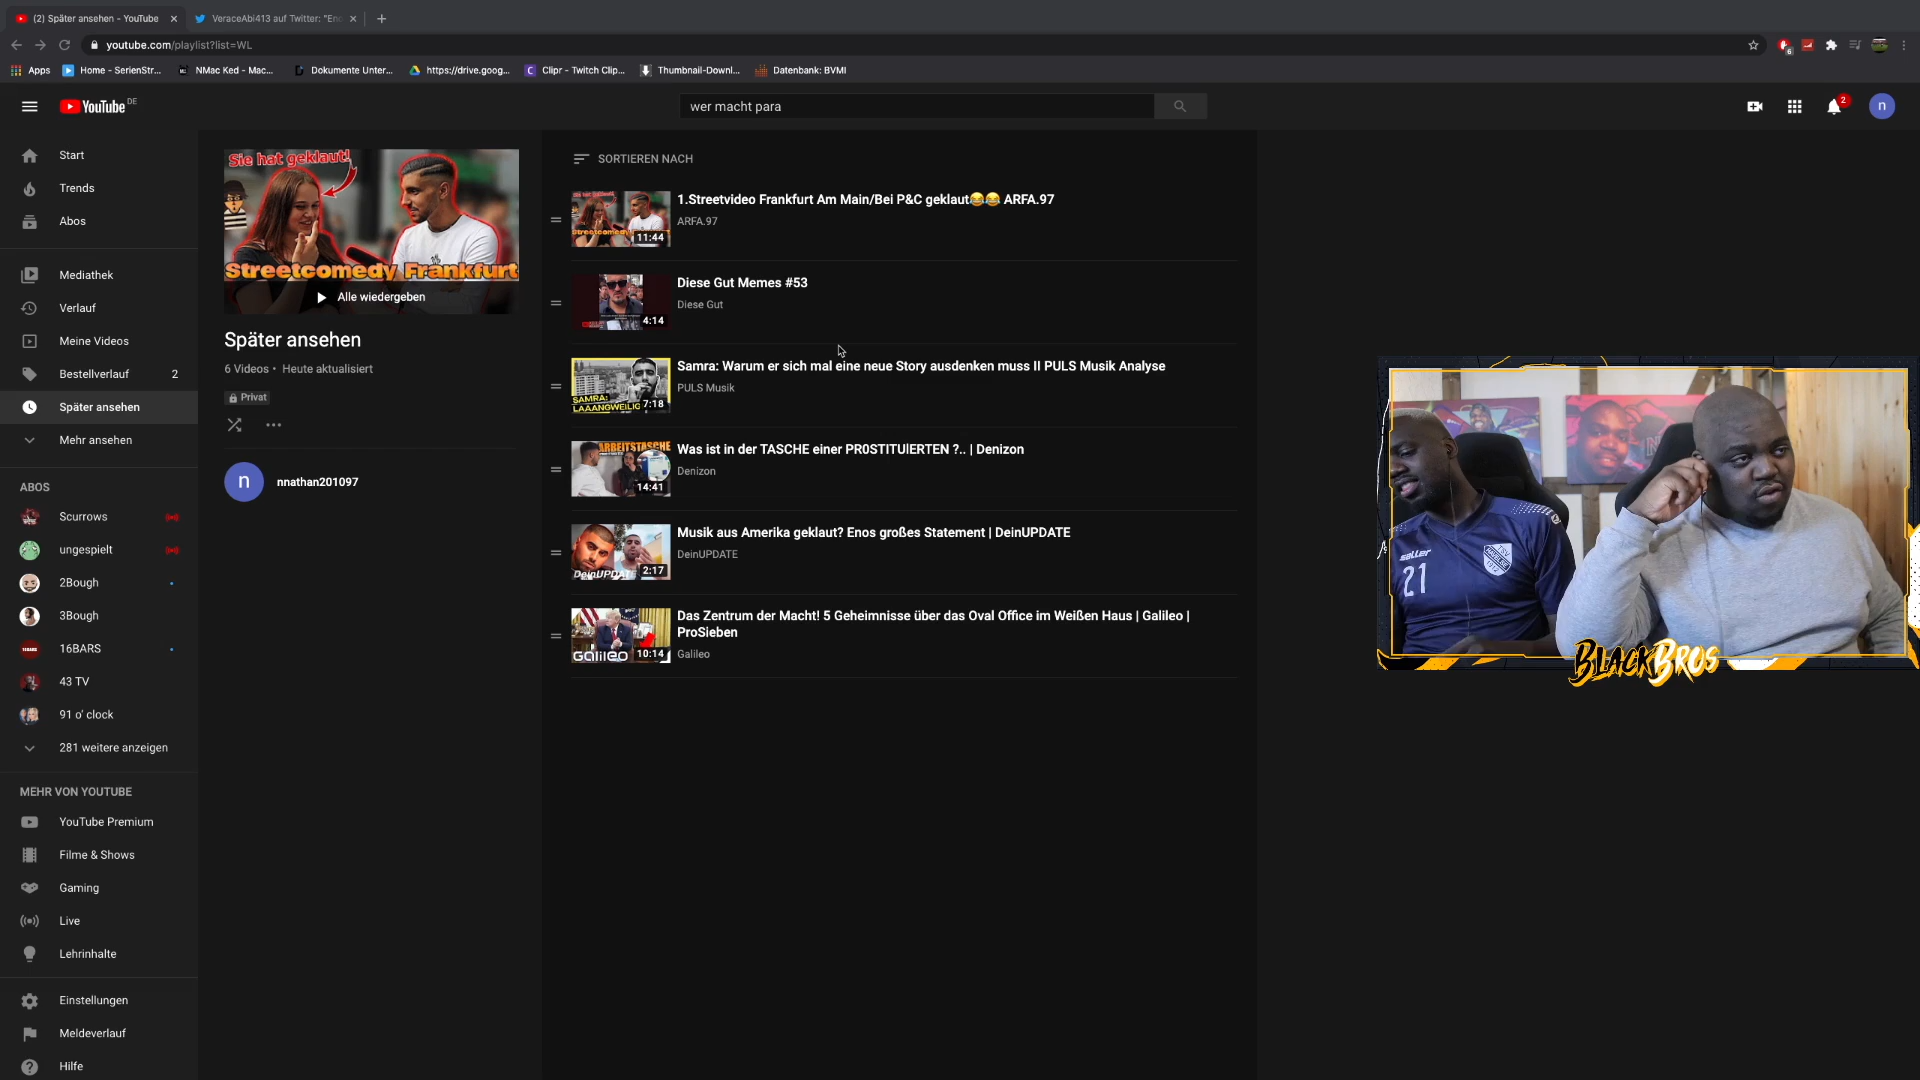 (2) Später ansehen - YouTube
VeraceAbi413 auf Twitter: "En
youtube.com/playlist?list=WL
Apps
Home - SerienStr...
NMac Ked - Mac...
Dokumente Unter...
https://drive.goog...
Clipr - Twitch Clip...
Thumbnail-Downl...
Datenbank: BVMI
YouTube DE
wer macht para
2
n
Start
Trends
Abos
Mediathek
Verlauf
Meine Videos
Bestellverlauf 2
Später ansehen
Mehr ansehen
ABOS
Scurrows
ungespielt
2Bough
3Bough
16BARS
43 TV
91 o' clock
281 weitere anzeigen
MEHR VON YOUTUBE
YouTube Premium
Filme & Shows
Gaming
Live
Lehrinhalte
Einstellungen
Meldeverlauf
Hilfe
Sie hat geklaut!
Streetcomedy Frankfurt
Alle wiedergeben
Später ansehen
6 Videos • Heute aktualisiert
Privat
n
nnathan201097
SORTIEREN NACH
11:44
1.Streetvideo Frankfurt Am Main/Bei P&C geklaut😂😂 ARFA.97
ARFA.97
4:14
Diese Gut Memes #53
Diese Gut
SAMRA:
LAAANGWEILIG
7:18
Samra: Warum er sich mal eine neue Story ausdenken muss II PULS Musik Analyse
PULS Musik
ARBEITSTASCHE
14:41
Was ist in der TASCHE einer PR0STITUlERTEN ?.. | Denizon
Denizon
DeinUPDATE
2:17
Musik aus Amerika geklaut? Enos großes Statement | DeinUPDATE
DeinUPDATE
Galileo
10:14
Das Zentrum der Macht! 5 Geheimnisse über das Oval Office im Weißen Haus | Galileo |
ProSieben
Galileo
saller
21
TSV
1912
BLACKBROS